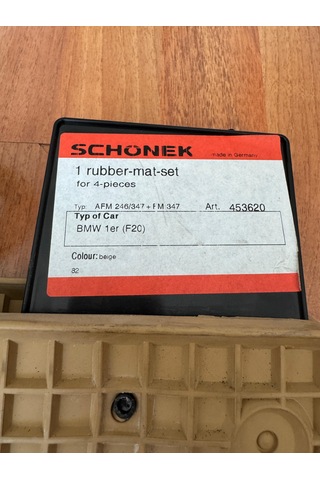 SCHÖNEK made in Germany
1 rubber-mat-set
for 4-pieces
Typ: AFM 246/347 + FM 347 Art. 453620
Typ of Car
BMW 1er (F20)
Colour: beige
82